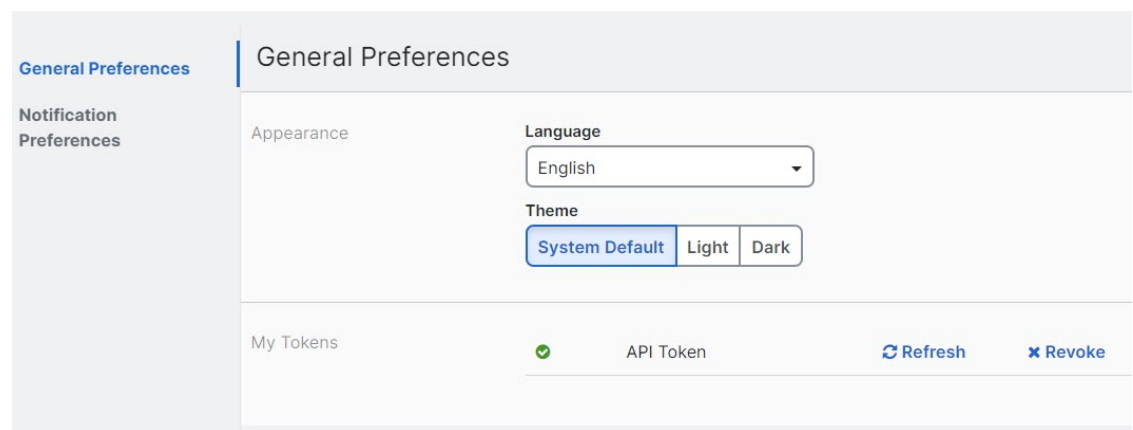 General Preferences
Notification
Preferences
General Preferences
Appearance
Language
English
Theme
System Default Light Dark
My Tokens
API Token Refresh Revoke